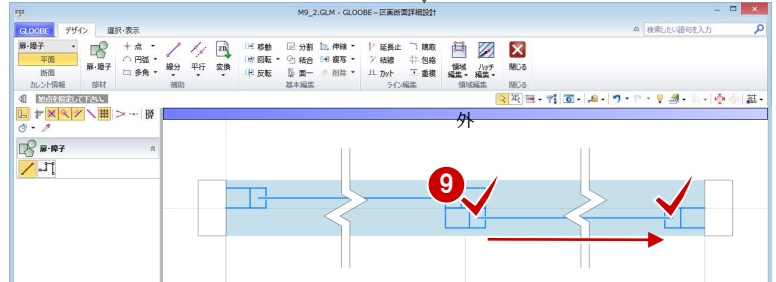 M9_2.GLM - GLOOBE – 区画断面詳細設計
GLOOBE デザイン 選択・表示 検索したい語句を入力
扉・障子
平面
断面
カレント情報
扉・障子
部材
点
円弧
多角
線分
平行
補助
2D
変換
移動 分割 伸縮
回転 結合 複写
反転 面一 削除
基本編集
延長止 隅取
結線 包絡
カット 重複
ライン編集
領域編集
ハッチ編集
領域編集
閉じる
閉じる
始点を指定して下さい。
扉・障子
外
9